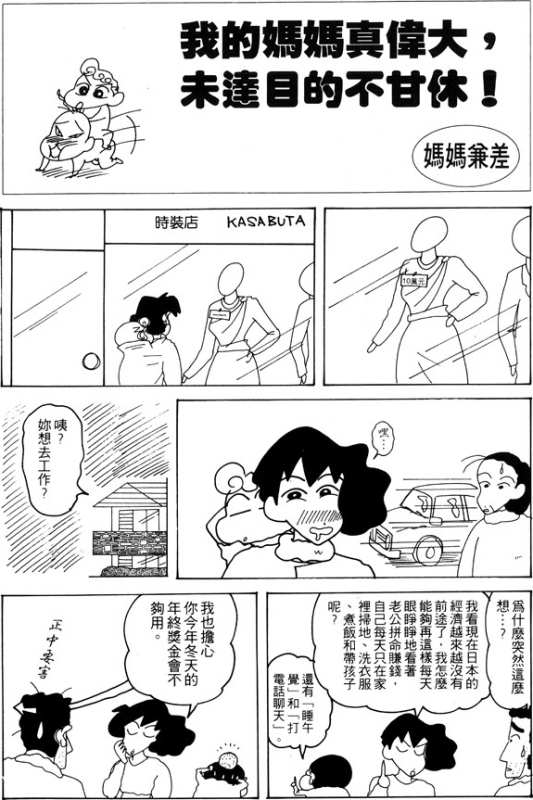 我的媽媽真偉大，
未達目的不甘休！
媽媽兼差
時裝店 KASABUTA
10萬元
嘿…
咦？
妳想去工作？
為什麼突然這麼
想…？
我看現在日本的
經濟越來越沒有
前途了，我怎麼
能夠再這樣每天
眼睜睜地看著
老公拼命賺錢，
自己每天只在家
裡掃地、洗衣服
、煮飯和帶孩子
呢？
還有「睡午
覺」和「打
電話聊天」。
我也擔心
你今年冬天的
年終獎金會不
夠用。
正中要害